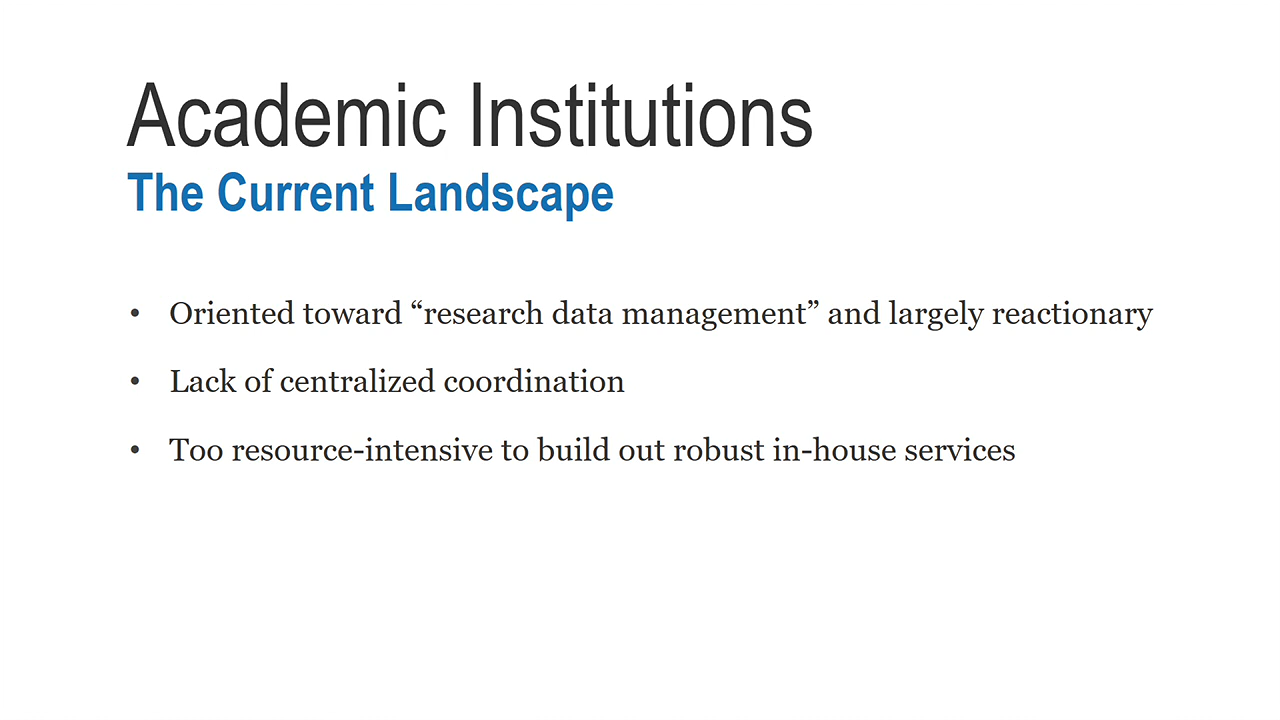 Academic Institutions
The Current Landscape
• Oriented toward “research data management” and largely reactionary
• Lack of centralized coordination
• Too resource-intensive to build out robust in-house services